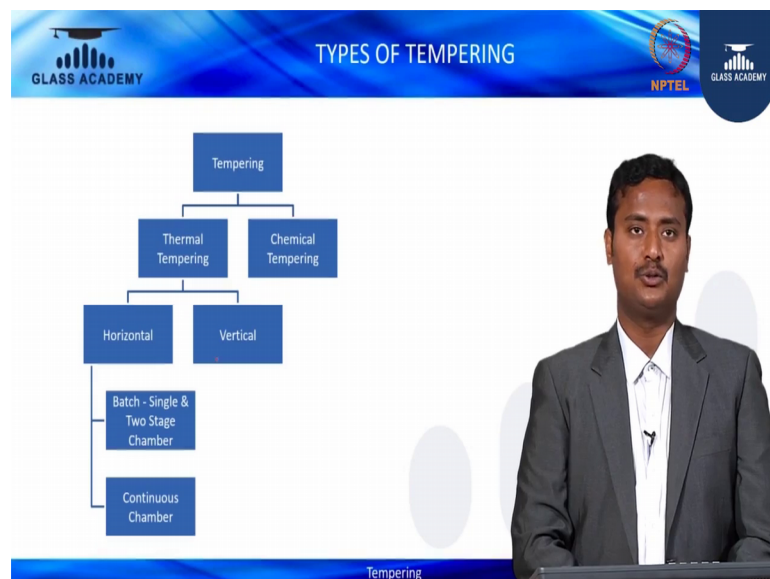 GLASS ACADEMY
TYPES OF TEMPERING
NPTEL
GLASS ACADEMY
Tempering
Thermal
Tempering
Chemical
Tempering
Horizontal
Vertical
Batch - Single &
Two Stage
Chamber
Continuous
Chamber
Tempering